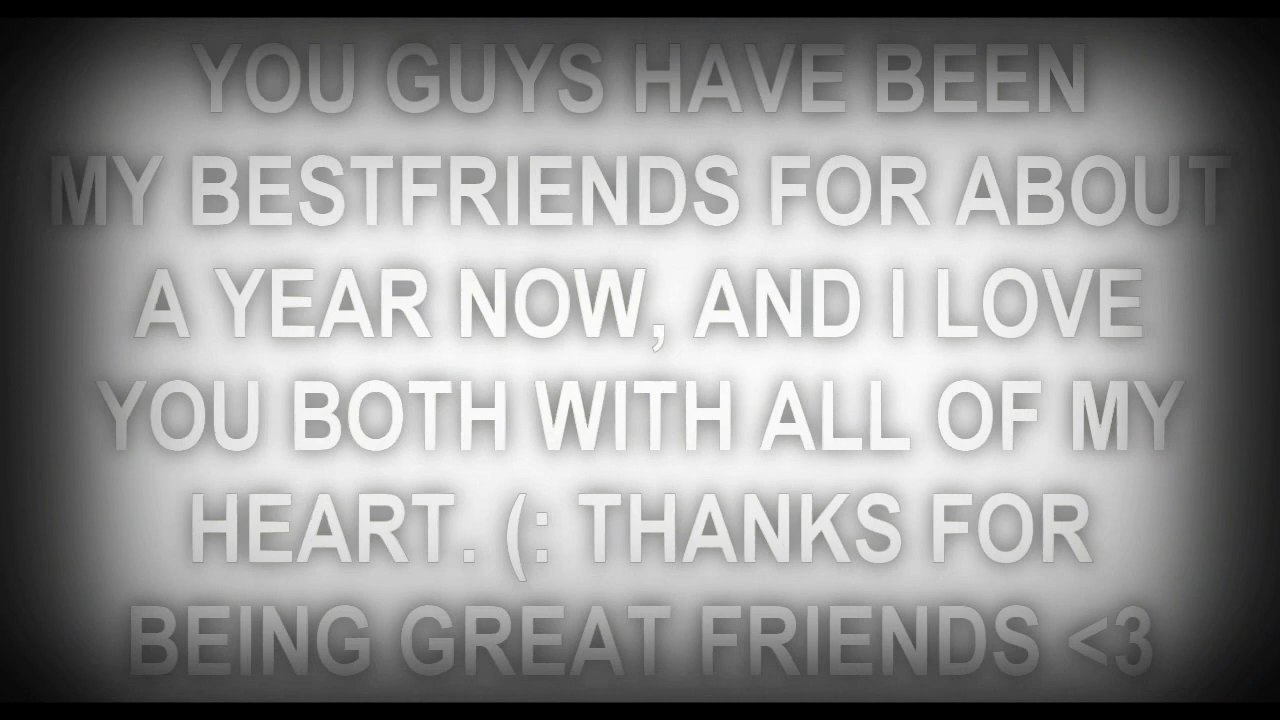 YOU GUYS HAVE BEEN
MY BESTFRIENDS FOR ABOUT
A YEAR NOW, AND I LOVE
YOU BOTH WITH ALL OF MY
HEART. (: THANKS FOR
BEING GREAT FRIENDS <3